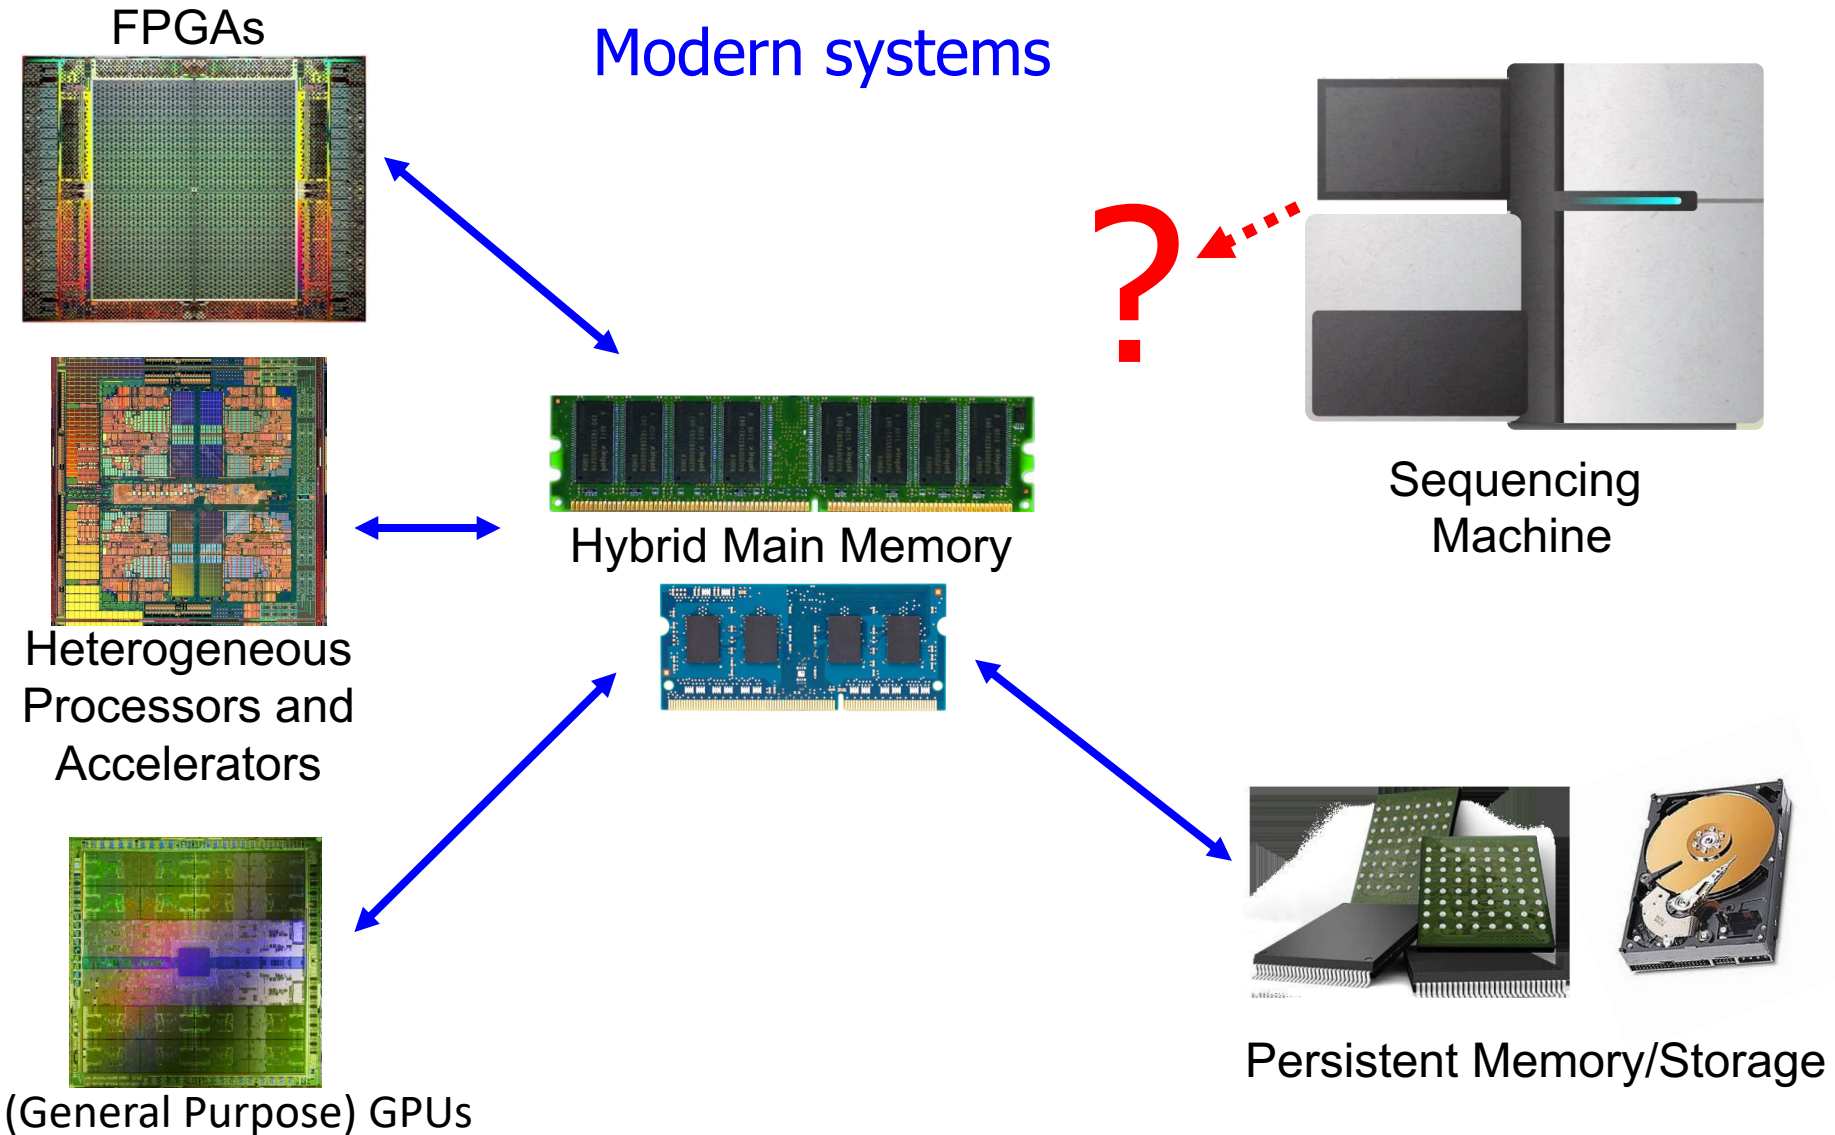 FPGAs
Modern systems
?
Sequencing
Machine
Hybrid Main Memory
Heterogeneous
Processors and
Accelerators
Persistent Memory/Storage
(General Purpose) GPUs